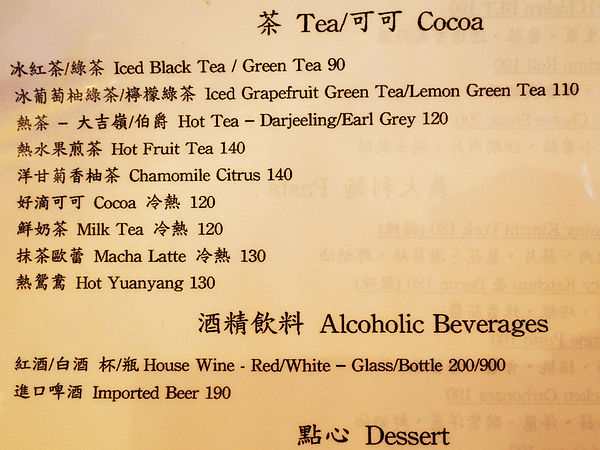 茶 Tea/可可 Cocoa
冰紅茶/綠茶 Iced Black Tea / Green Tea 90
冰葡萄柚綠茶/檸檬綠茶 Iced Grapefruit Green Tea/Lemon Green Tea 110
熱茶 – 大吉嶺/伯爵 Hot Tea – Darjeeling/Earl Grey 120
熱水果煎茶 Hot Fruit Tea 140
洋甘菊香柚茶 Chamomile Citrus 140
好滴可可 Cocoa 冷熱 120
鮮奶茶 Milk Tea 冷熱 120
抹茶歐蕾 Macha Latte 冷熱 130
熱鴛鴦 Hot Yuanyang 130
酒精飲料 Alcoholic Beverages
紅酒/白酒 杯/瓶 House Wine - Red/White – Glass/Bottle 200/900
進口啤酒 Imported Beer 190
點心 Dessert